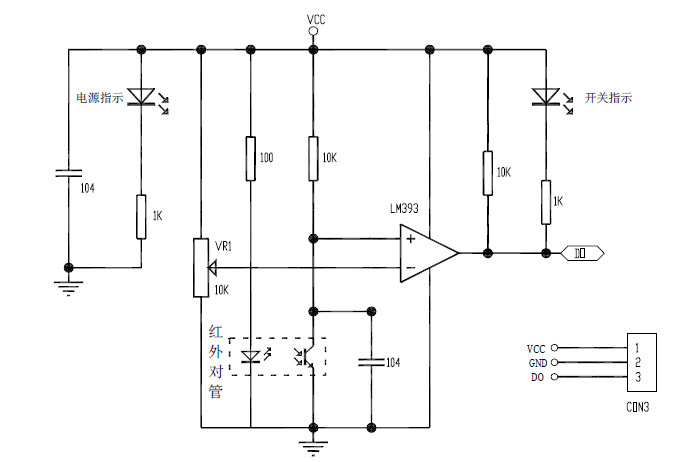 VCC
电源指示
开关指示
104
1K
100
10K
10K
1K
LM393
+
-
VR1
10K
DO
红
外
对
管
104
VCC
GND
DO
1
2
3
CON3